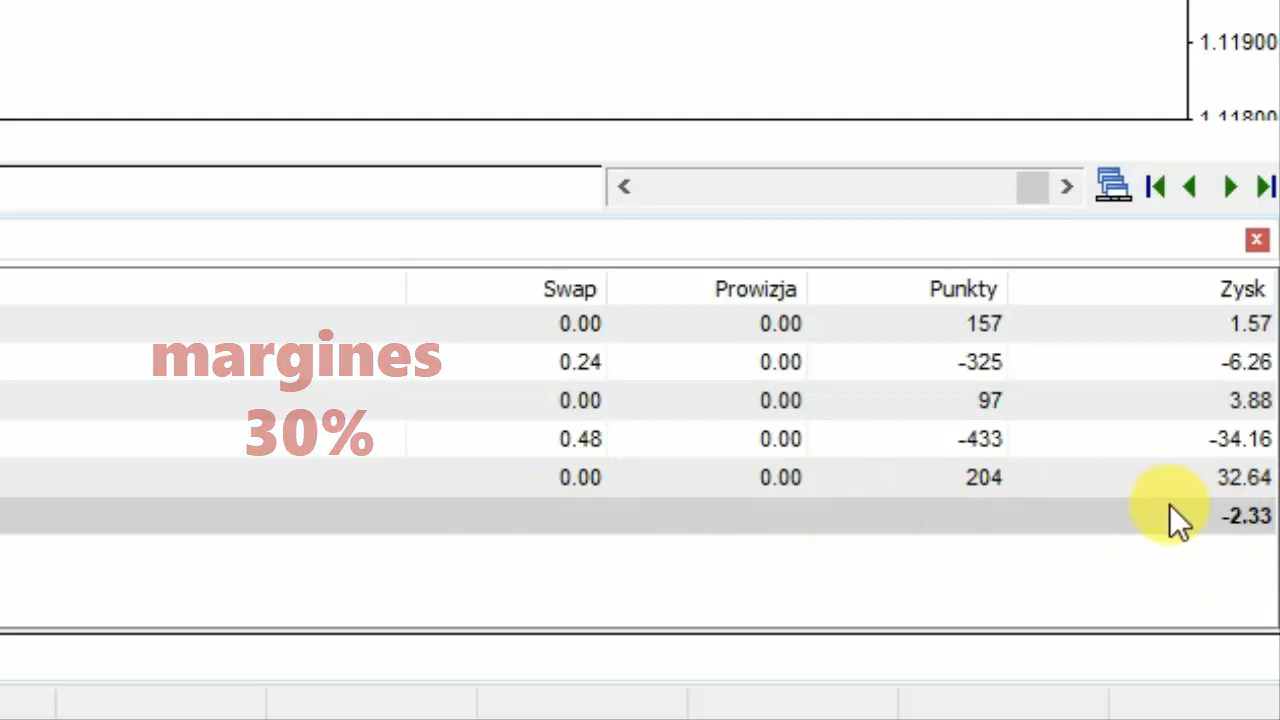 1.11900
1.11800
Swap Prowizja Punkty Zysk
0.00 0.00 157 1.57
margines
0.24 0.00 -325 -6.26
0.00 0.00 97 3.88
30%
0.48 0.00 -433 -34.16
0.00 0.00 204 32.64
-2.33